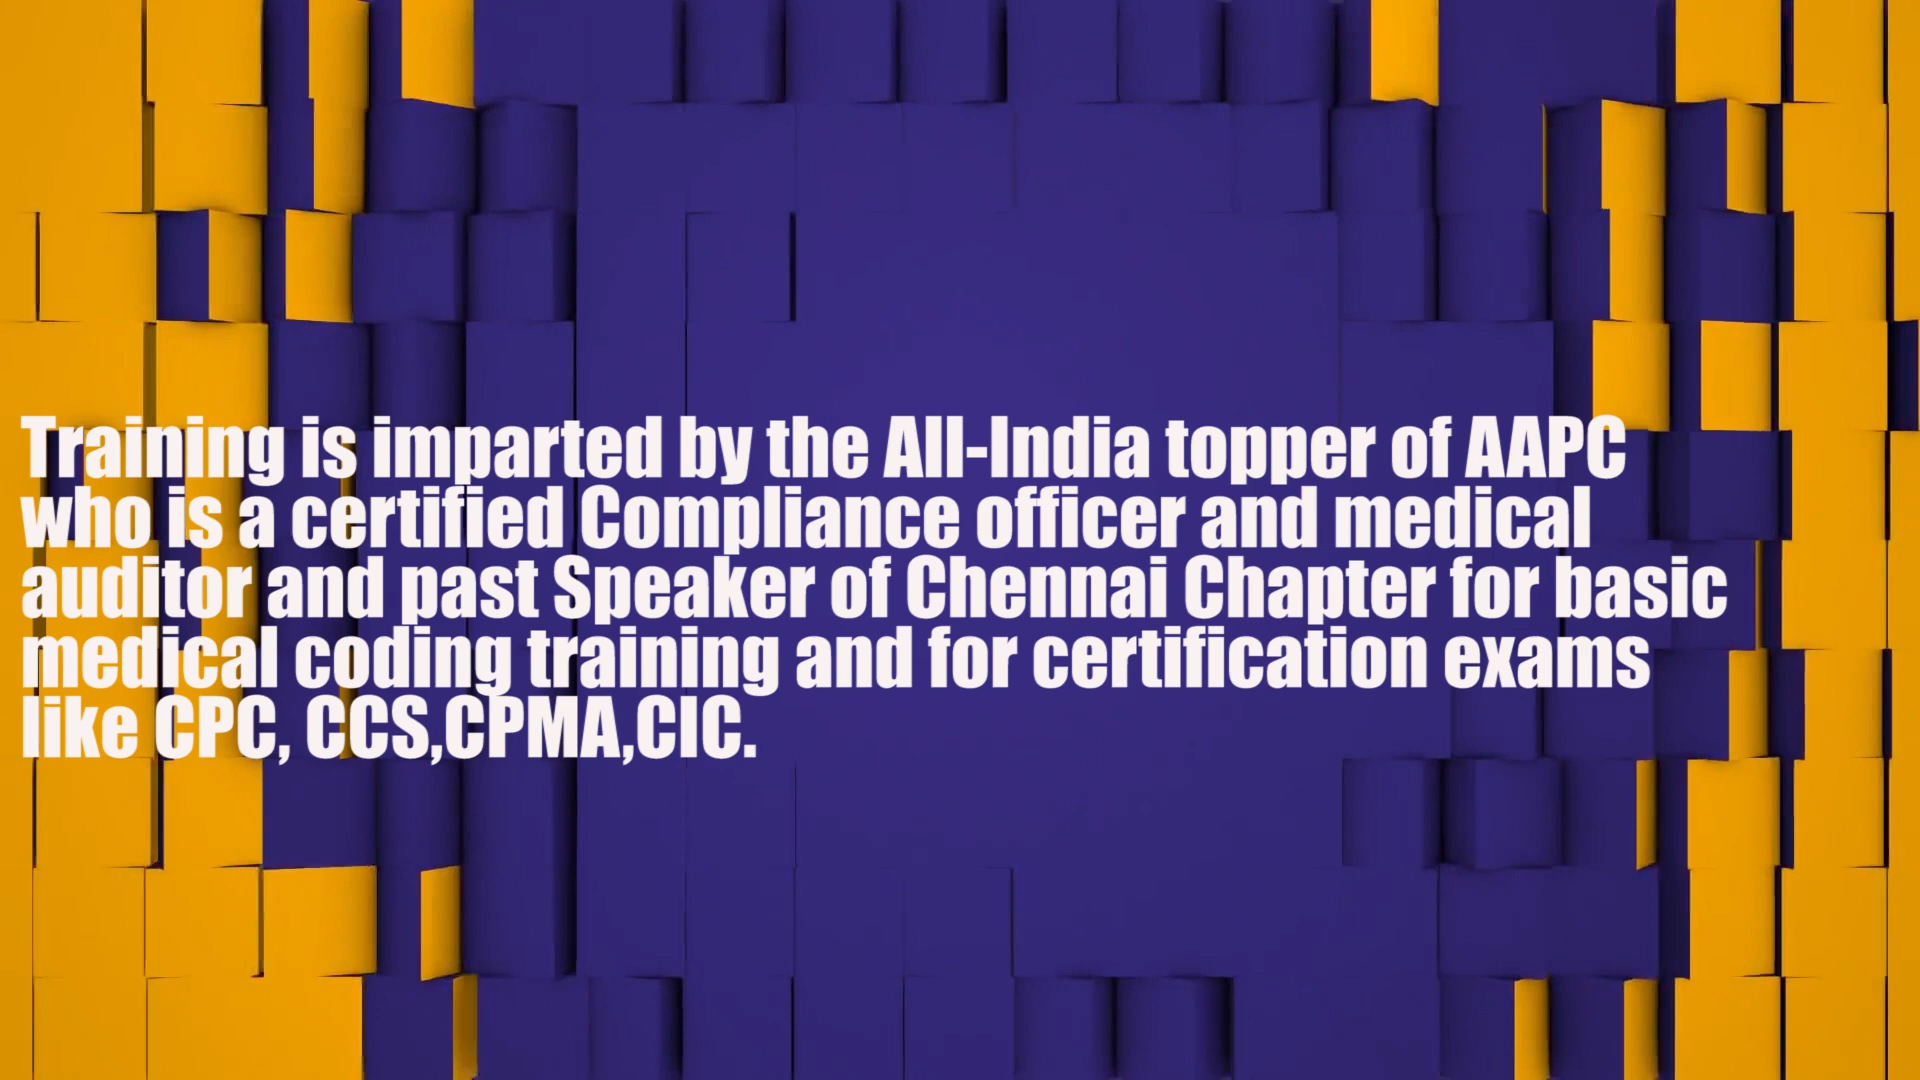 Training is imparted by the All-India topper of AAPC
who is a certified Compliance officer and medical
auditor and past Speaker of Chennai Chapter for basic
medical coding training and for certification exams
like CPC, CCS,CPMA,CIC.